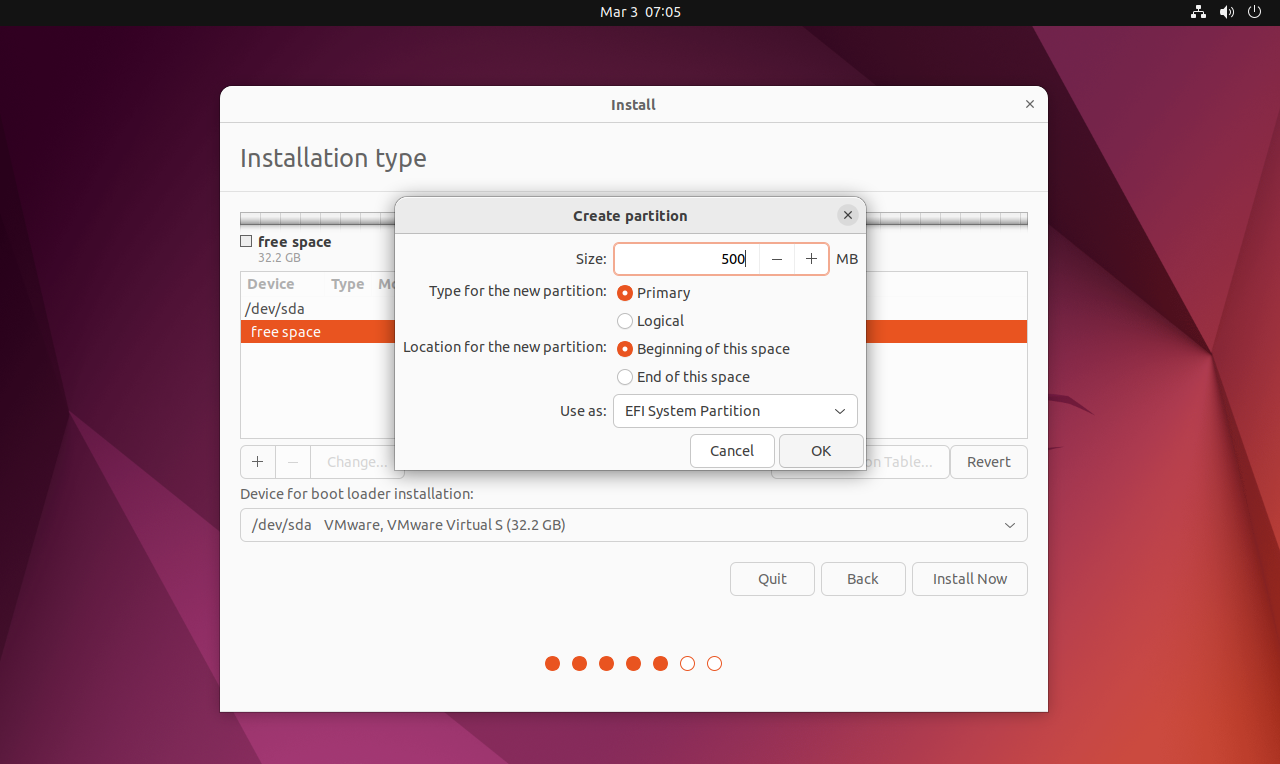 Mar 3 07:05
Install
Installation type
Create partition
free space
32.2 GB
Size: 500 MB
Device Type Mo
Type for the new partition: Primary
/dev/sda
Logical
free space
Location for the new partition: Beginning of this space
End of this space
Use as: EFI System Partition
Cancel OK
Change... on Table... Revert
Device for boot loader installation:
/dev/sda VMware, VMware Virtual S (32.2 GB)
Quit Back Install Now